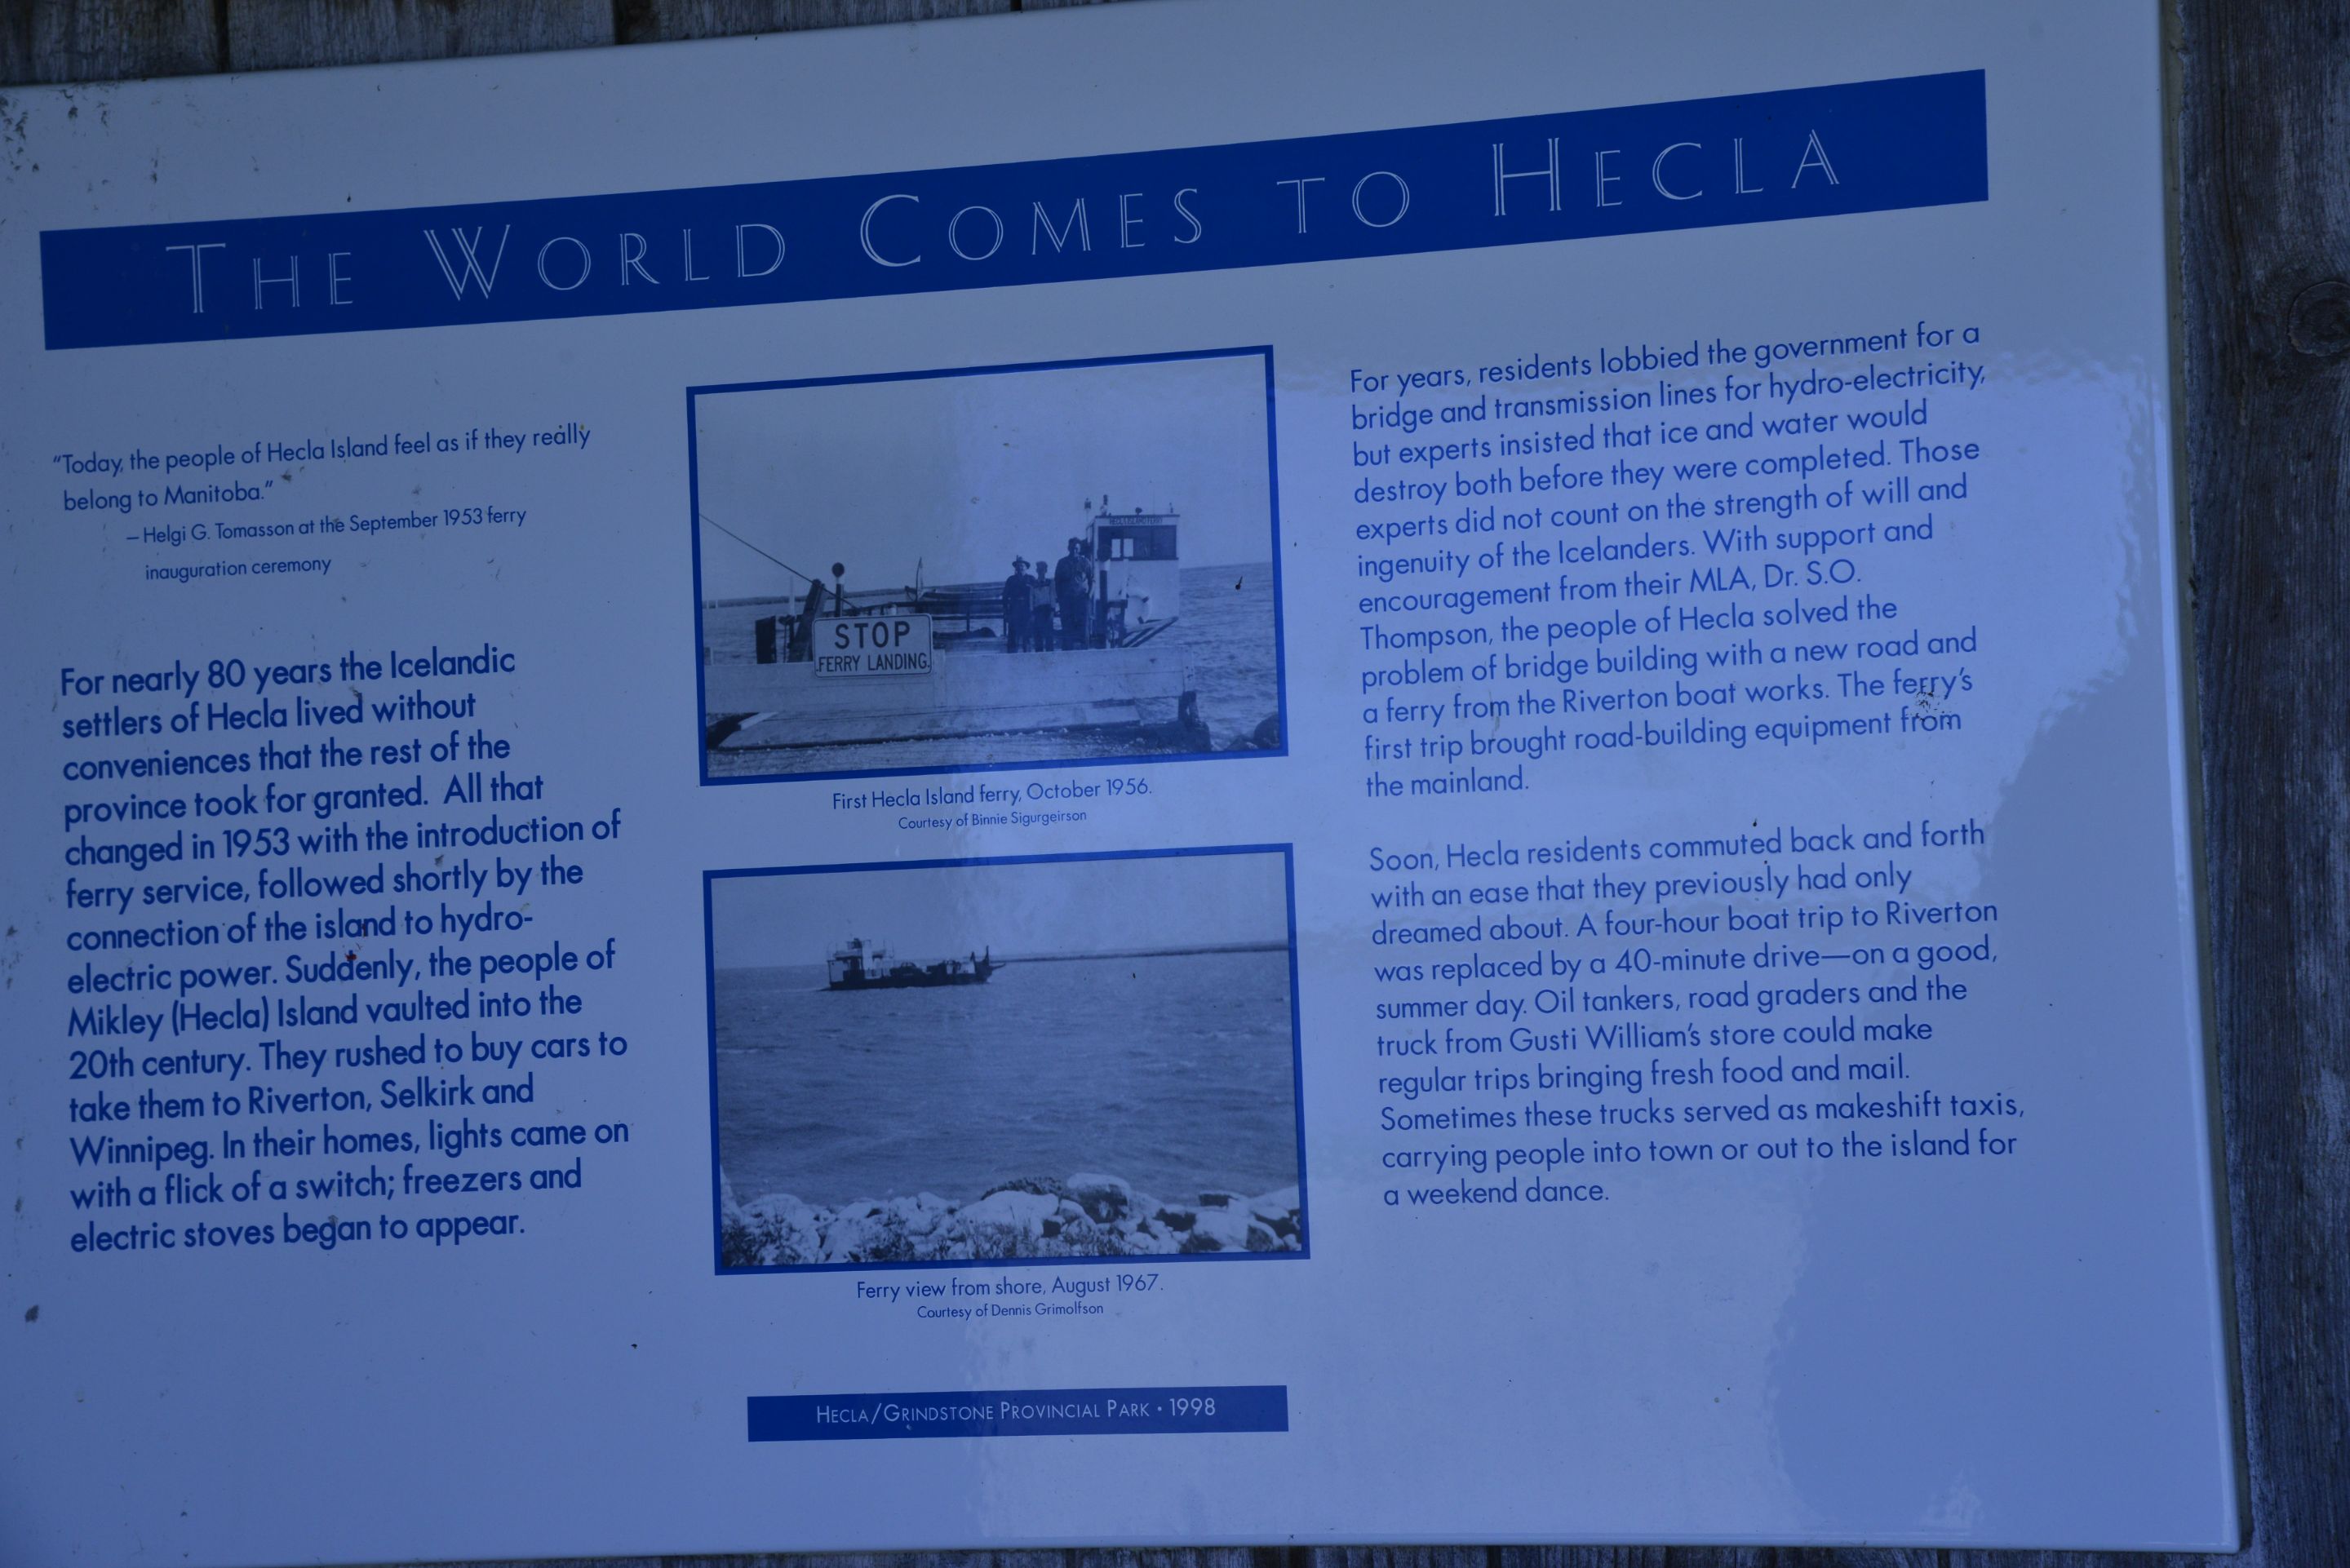 THE WORLD COMES TO HECLA
“Today, the people of Hecla Island feel as if they really
belong to Manitoba.”
– Helgi G. Tomasson at the September 1953 ferry
inauguration ceremony
For nearly 80 years the Icelandic
settlers of Hecla lived without
conveniences that the rest of the
province took for granted. All that
changed in 1953 with the introduction of
ferry service, followed shortly by the
connection of the island to hydro-
electric power. Suddenly, the people of
Mikley (Hecla) Island vaulted into the
20th century. They rushed to buy cars to
take them to Riverton, Selkirk and
Winnipeg. In their homes, lights came on
with a flick of a switch; freezers and
electric stoves began to appear.
STOP
FERRY LANDING
First Hecla Island ferry, October 1956.
Courtesy of Binnie Sigurgeirson
Ferry view from shore, August 1967.
Courtesy of Dennis Grimolfson
For years, residents lobbied the government for a
bridge and transmission lines for hydro-electricity,
but experts insisted that ice and water would
destroy both before they were completed. Those
experts did not count on the strength of will and
ingenuity of the Icelanders. With support and
encouragement from their MLA, Dr. S.O.
Thompson, the people of Hecla solved the
problem of bridge building with a new road and
a ferry from the Riverton boat works. The ferry’s
first trip brought road-building equipment from
the mainland.
Soon, Hecla residents commuted back and forth
with an ease that they previously had only
dreamed about. A four-hour boat trip to Riverton
was replaced by a 40-minute drive—on a good,
summer day. Oil tankers, road graders and the
truck from Gusti William’s store could make
regular trips bringing fresh food and mail.
Sometimes these trucks served as makeshift taxis,
carrying people into town or out to the island for
a weekend dance.
HECLA/GRINDSTONE PROVINCIAL PARK • 1998